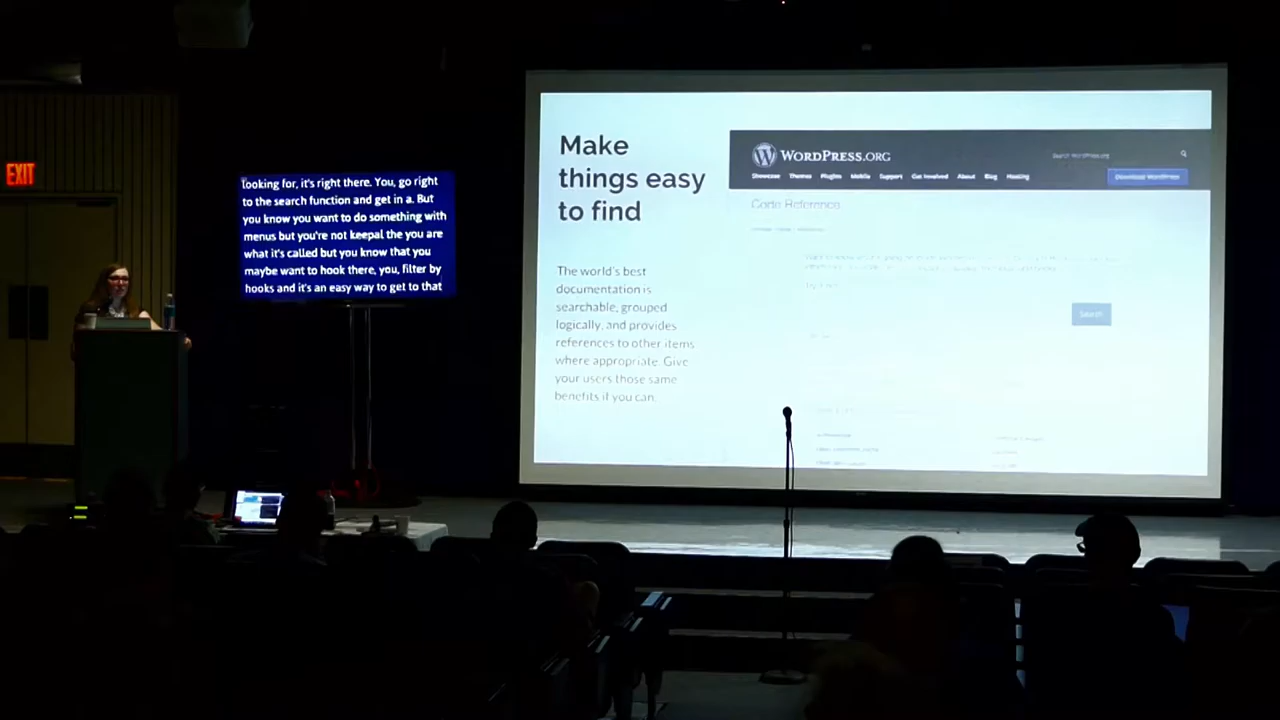 EXIT
looking for, it's right there. You, go right
to the search function and get in a. But
you know you want to do something with
menus but you're not keepal the you are
what it's called but you know that you
maybe want to hook there, you, filter by
hooks and it's an easy way to get to that
Make
things easy
to find
The world's best
documentation is
searchable, grouped
logically, and provides
references to other items
where appropriate. Give
your users those same
benefits if you can.
WORDPRESS.ORG
Search WordPress.org
Showcase Themes Plugins Mobile Support Get Involved About Blog Hosting
Download WordPress
Code Reference
Search